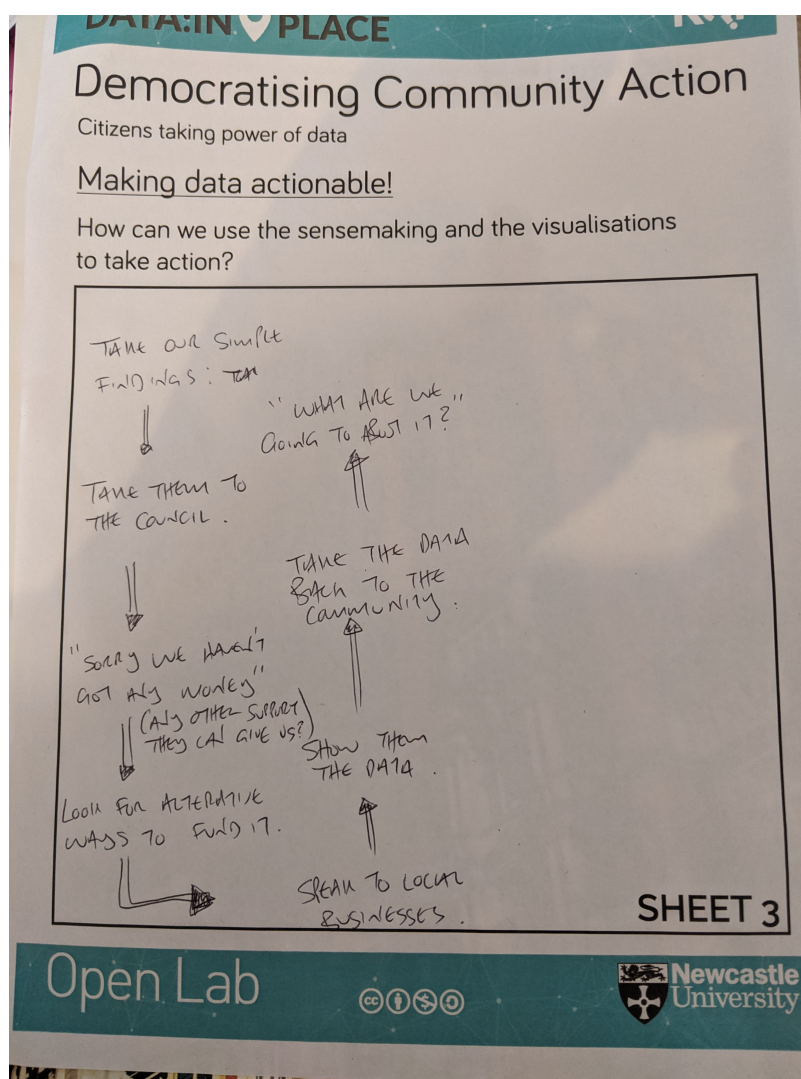 DATA:IN PLACE
Democratising Community Action
Citizens taking power of data
Making data actionable!
How can we use the sensemaking and the visualisations
to take action?
TAKE OUR SIMPLE
FINDINGS:
TAKE THEM TO
THE COUNCIL.
"SORRY WE HAVEN'T
GOT ANY MONEY"
(ANY OTHER SUPPORT
THEY CAN GIVE US?)
LOOK FOR ALTERATIVE
WAYS TO FUND IT.
SPEAK TO LOCAL
BUSINESSES.
SHOW THEM
THE DATA.
TAKE THE DATA
BACK TO THE
COMMUNITY.
"WHAT ARE WE"
GOING TO ABOUT IT?
SHEET 3
Open Lab
cc
Newcastle
University